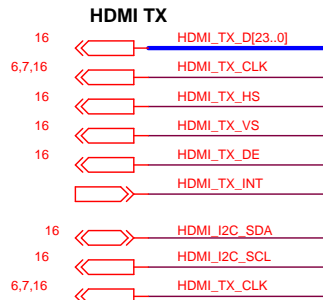 HDMI TX
16 HDMI_TX_D[23..0]
6,7,16 HDMI_TX_CLK
16 HDMI_TX_HS
16 HDMI_TX_VS
16 HDMI_TX_DE
HDMI_TX_INT
16 HDMI_I2C_SDA
16 HDMI_I2C_SCL
6,7,16 HDMI_TX_CLK